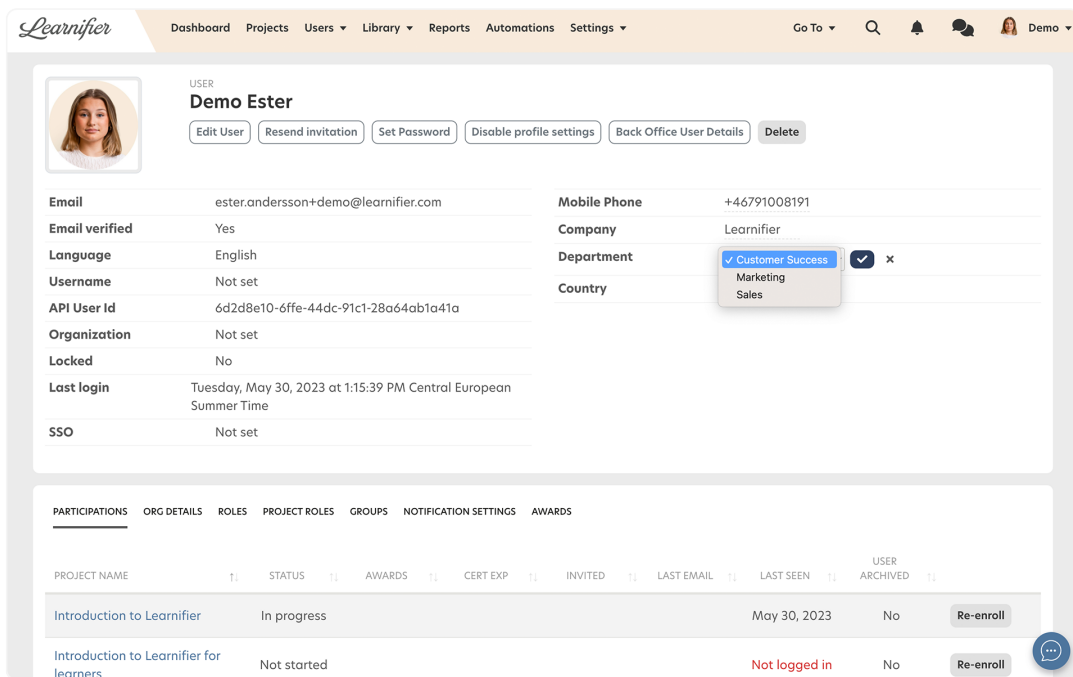 Learnifier
Dashboard Projects Users Library Reports Automations Settings Go To Demo
USER
Demo Ester
Edit User Resend invitation Set Password Disable profile settings Back Office User Details Delete
Email ester.andersson+demo@learnifier.com
Email verified Yes
Language English
Username Not set
API User Id 6d2d8e10-6ffe-44dc-91c1-28a64ab1a41a
Organization Not set
Locked No
Last login Tuesday, May 30, 2023 at 1:15:39 PM Central European
Summer Time
SSO Not set
Mobile Phone +46791008191
Company Learnifier
Department ✓ Customer Success
Marketing
Sales
Country
PARTICIPATIONS ORG DETAILS ROLES PROJECT ROLES GROUPS NOTIFICATION SETTINGS AWARDS
PROJECT NAME STATUS AWARDS CERT EXP INVITED LAST EMAIL LAST SEEN USER
ARCHIVED
Introduction to Learnifier In progress May 30, 2023 No Re-enroll
Introduction to Learnifier for
learners Not started Not logged in No Re-enroll